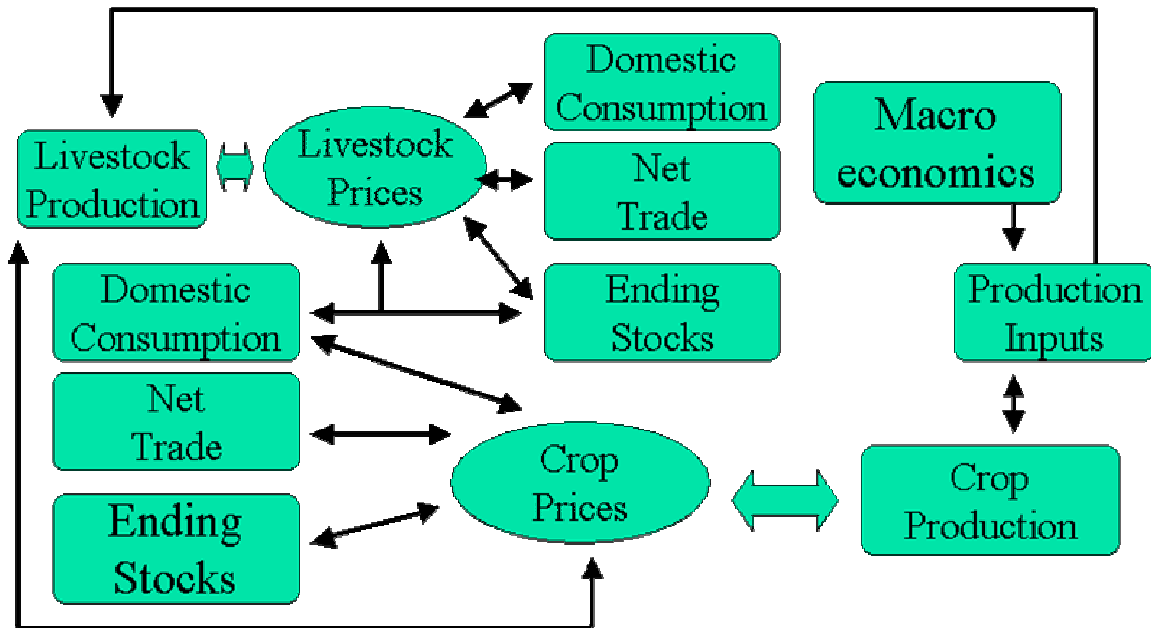 Domestic
Consumption
Macro
economics
Livestock
Production
Livestock
Prices
Net
Trade
Domestic
Consumption
Ending
Stocks
Production
Inputs
Net
Trade
Crop
Prices
Crop
Production
Ending
Stocks